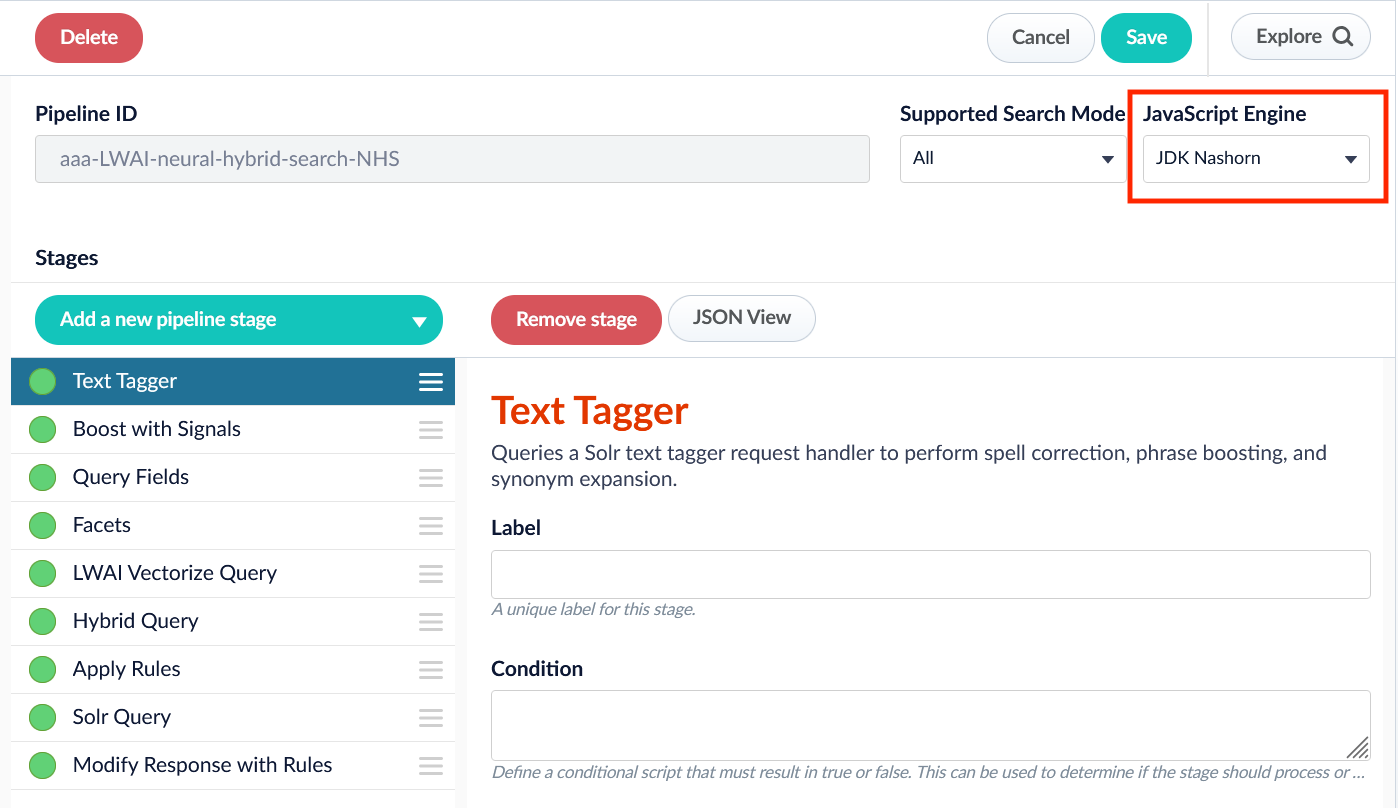 Delete
Cancel
Save
Explore
Pipeline ID
Supported Search Mode
JavaScript Engine
aaa-LWAI-neural-hybrid-search-NHS
All
JDK Nashorn
Stages
Add a new pipeline stage
Remove stage
JSON View
Text Tagger
Boost with Signals
Query Fields
Facets
LWAI Vectorize Query
Hybrid Query
Apply Rules
Solr Query
Modify Response with Rules
Text Tagger
Queries a Solr text tagger request handler to perform spell correction, phrase boosting, and
synonym expansion.
Label
A unique label for this stage.
Condition
Define a conditional script that must result in true or false. This can be used to determine if the stage should process or ...